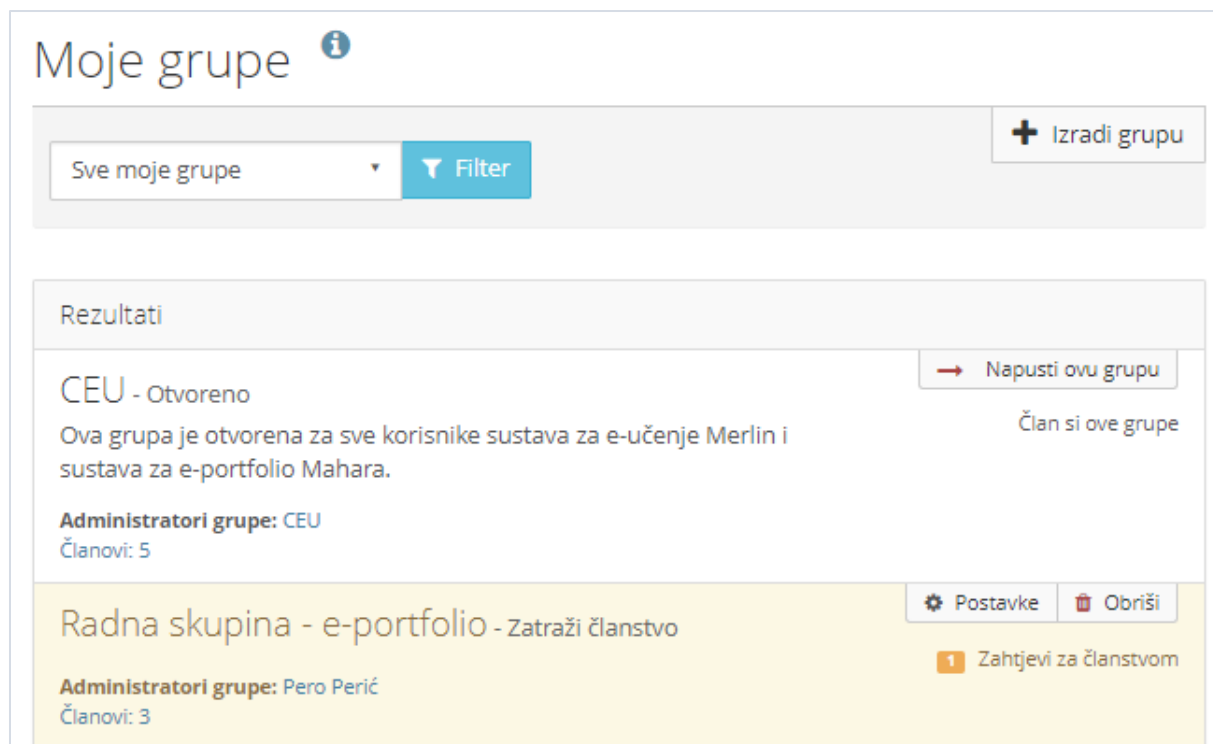 Moje grupe
Izradi grupu
Sve moje grupe
Filter
Rezultati
CEU - Otvoreno
Napusti ovu grupu
Ova grupa je otvorena za sve korisnike sustava za e-učenje Merlin i
sustava za e-portfolio Mahara.
Član si ove grupe
Administratori grupe: CEU
Članovi: 5
Radna skupina - e-portfolio - Zatraži članstvo
Postavke
Obriši
1 Zahtjevi za članstvom
Administratori grupe: Pero Perić
Članovi: 3